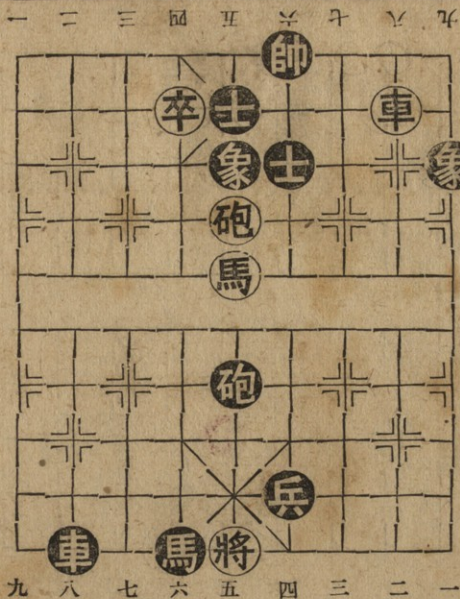 一 二 三 四 五 六 七 八 九
帥
卒 士 車
象 士 象
砲
馬
砲
兵
車 馬 將
九 八 七 六 五 四 三 二 一